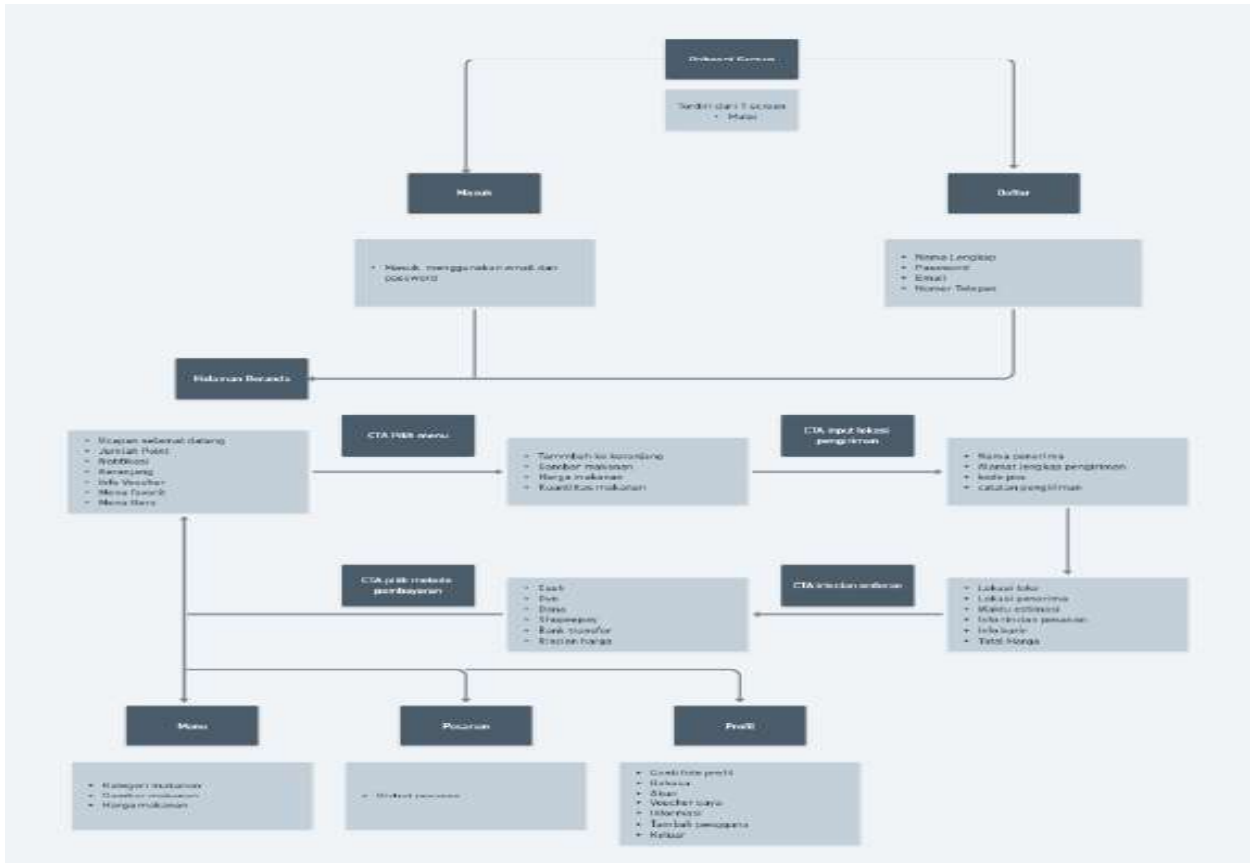 Onboard Screen
Terdiri dari 1 screen
• Mulai
Masuk
Daftar
• Masuk menggunakan email dan
password
• Nama Lengkap
• Password
• Email
• Nomor Telepon
Halaman Beranda
CTA Pilih menu
CTA input lokasi
pengiriman
• Ucapan selamat datang
• Jumlah Point
• Notifikasi
• Keranjang
• Info Voucher
• Menu favorit
• Menu Baru
• Tammbah ke keranjang
• Gambar makanan
• Harga makanan
• Kuantitas makanan
• Nama penerima
• Alamat lengkap pengiriman
• kode pos
• catatan pengiriman
CTA pilih metode
pembayaran
CTA rincian orderan
• Cash
• Ovo
• Dana
• Shopeepay
• Bank transfer
• Rincian harga
• Lokasi toko
• Lokasi penerima
• Waktu estimasi
• Info rincian pesanan
• Info kurir
• Total Harga
Menu
Pesanan
Profil
• Kategori makanan
• Gambar makanan
• Harga makanan
• pesanan
• Ganti foto profil
• Bahasa
• Akun
• Voucher saya
• Informasi
• Tambah pengguna
• Keluar